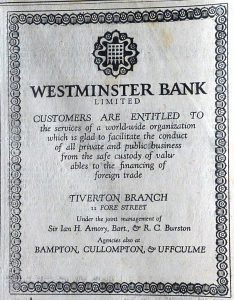 WESTMINSTER BANK
LIMITED
CUSTOMERS ARE ENTITLED TO
the services of a world-wide organization
which is glad to facilitate the conduct
of all private and public business
from the safe custody of valu
ables to the financing of
foreign trade
TIVERTON BRANCH
11 FORE STREET
Under the joint management of
Sir Ian H. Amory, Bart., & R. C. Burston
Agencies also at
BAMPTON, CULLOMPTON, & UFFCULME